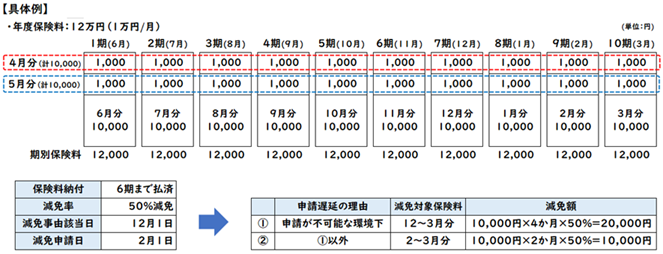 【具体例】
・年度保険料：12万円（1万円/月）
（単位：円）
1期(6月) 2期(7月) 3期(8月) 4期(9月) 5期(10月) 6期(11月) 7期(12月) 8期(1月) 9期(2月) 10期(3月)
4月分(計10,000) 1,000 1,000 1,000 1,000 1,000 1,000 1,000 1,000 1,000 1,000
5月分(計10,000) 1,000 1,000 1,000 1,000 1,000 1,000 1,000 1,000 1,000 1,000
6月分 7月分 8月分 9月分 10月分 11月分 12月分 1月分 2月分 3月分
10,000 10,000 10,000 10,000 10,000 10,000 10,000 10,000 10,000 10,000
期別保険料 12,000 12,000 12,000 12,000 12,000 12,000 12,000 12,000 12,000 12,000
保険料納付 6期まで払済
減免率 50%減免
減免事由該当日 12月1日
減免申請日 2月1日
申請遅延の理由 減免対象保険料 減免額
① 申請が不可能な環境下 12～3月分 10,000円×4か月×50%=20,000円
② ①以外 2～3月分 10,000円×2か月×50%=10,000円